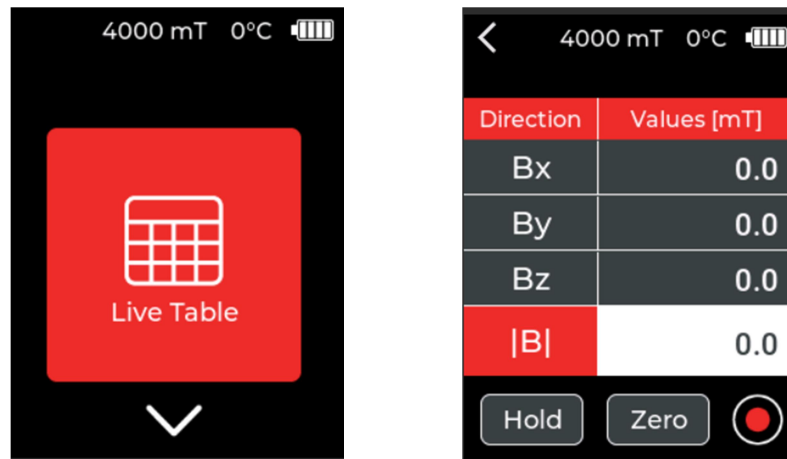 4000 mT 0°C
Live Table
4000 mT 0°C
Direction Values [mT]
Bx 0.0
By 0.0
Bz 0.0
|B| 0.0
Hold Zero